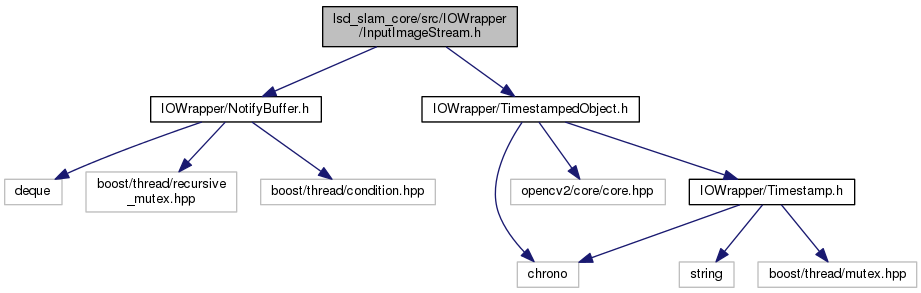 lsd_slam_core/src/IOWrapper
/InputImageStream.h
IOWrapper/NotifyBuffer.h
IOWrapper/TimestampedObject.h
deque
boost/thread/recursive
_mutex.hpp
boost/thread/condition.hpp
opencv2/core/core.hpp
IOWrapper/Timestamp.h
chrono
string
boost/thread/mutex.hpp